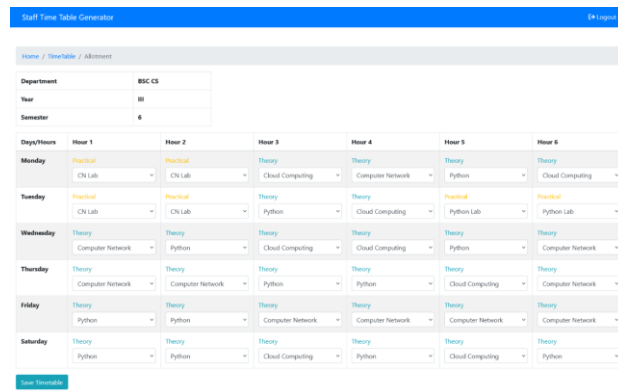 Staff Time Table Generator Logout
Home / TimeTable / Allotment
Department BSC CS
Year III
Semester 6
Days/Hours Hour 1 Hour 2 Hour 3 Hour 4 Hour 5 Hour 6
Monday Practical Practical Theory Theory Theory Theory
CN Lab CN Lab Cloud Computing Computer Network Python Cloud Computing
Tuesday Practical Practical Theory Theory Practical Practical
CN Lab CN Lab Python Cloud Computing Python Lab Python Lab
Wednesday Theory Theory Theory Theory Theory Theory
Computer Network Python Cloud Computing Cloud Computing Python Computer Network
Thursday Theory Theory Theory Theory Theory Theory
Computer Network Computer Network Python Python Cloud Computing Computer Network
Friday Theory Theory Theory Theory Theory Theory
Python Python Computer Network Computer Network Computer Network Computer Network
Saturday Theory Theory Theory Theory Theory Theory
Python Python Cloud Computing Python Cloud Computing Python
Save Timetable